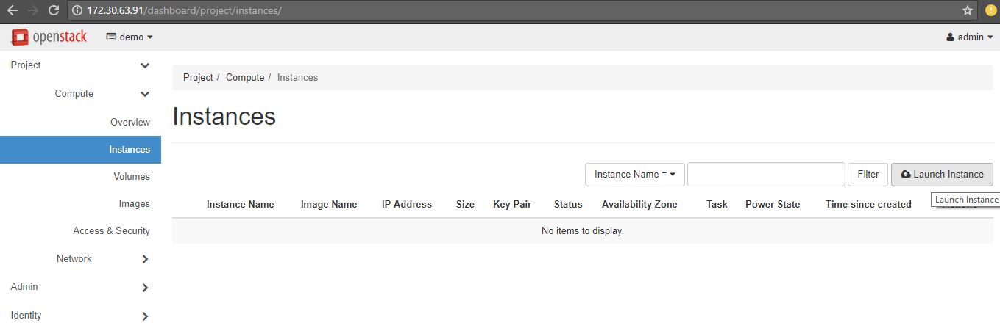 172.30.63.91/dashboard/project/instances/
openstack demo admin
Project
Compute
Overview
Instances
Volumes
Images
Access & Security
Network
Admin
Identity
Project / Compute / Instances
Instances
Instance Name = Filter Launch Instance
Launch Instance
Instance Name Image Name IP Address Size Key Pair Status Availability Zone Task Power State Time since created
No items to display.